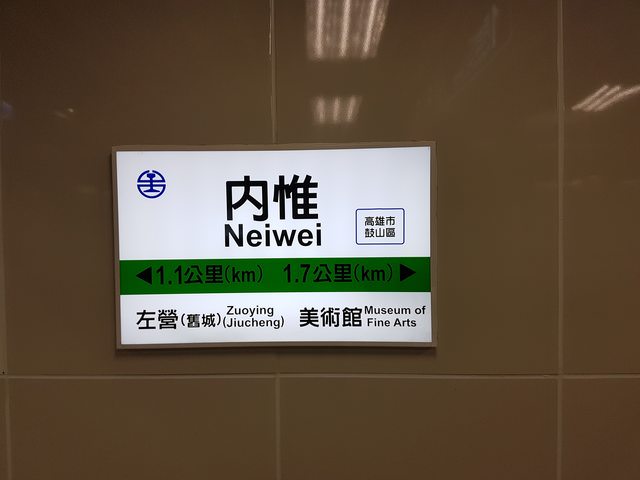 內惟
Neiwei
高雄市
鼓山區
◀1.1公里(km) 1.7公里(km)▶
左營(舊城) Zuoying (Jiucheng)
美術館 Museum of Fine Arts